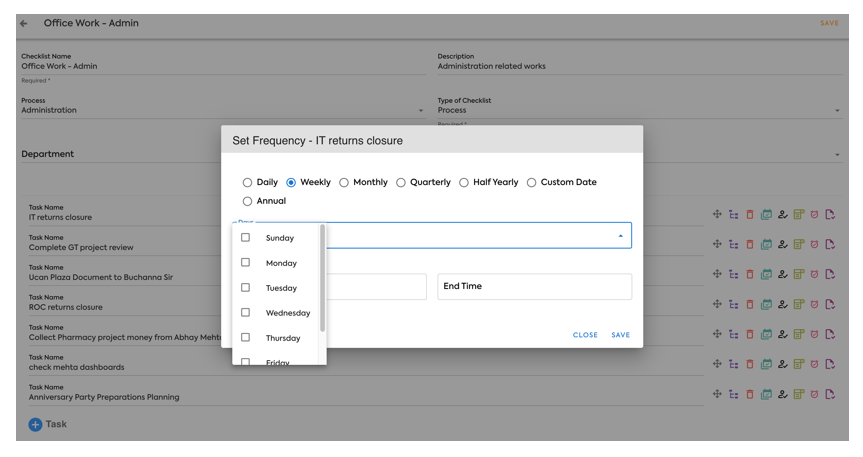 Office Work - Admin
SAVE
Checklist Name
Office Work - Admin
Required *
Description
Administration related works
Process
Administration
Type of Checklist
Process
Required *
Department
Set Frequency - IT returns closure
Daily Weekly Monthly Quarterly Half Yearly Custom Date
Annual
Days
Sunday
Monday
Tuesday
Wednesday
Thursday
Friday
End Time
CLOSE SAVE
Task Name
IT returns closure
Task Name
Complete GT project review
Task Name
Ucan Plaza Document to Buchanna Sir
Task Name
ROC returns closure
Task Name
Collect Pharmacy project money from Abhay Mehta
Task Name
check mehta dashboards
Task Name
Anniversary Party Preparations Planning
Task